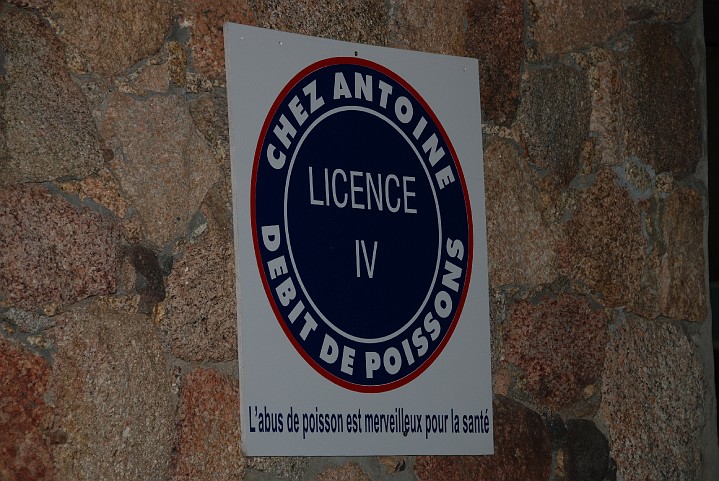 CHEZ ANTOINE
LICENCE
IV
DEBIT DE POISSONS
L'abus de poisson est merveilleux pour la santé